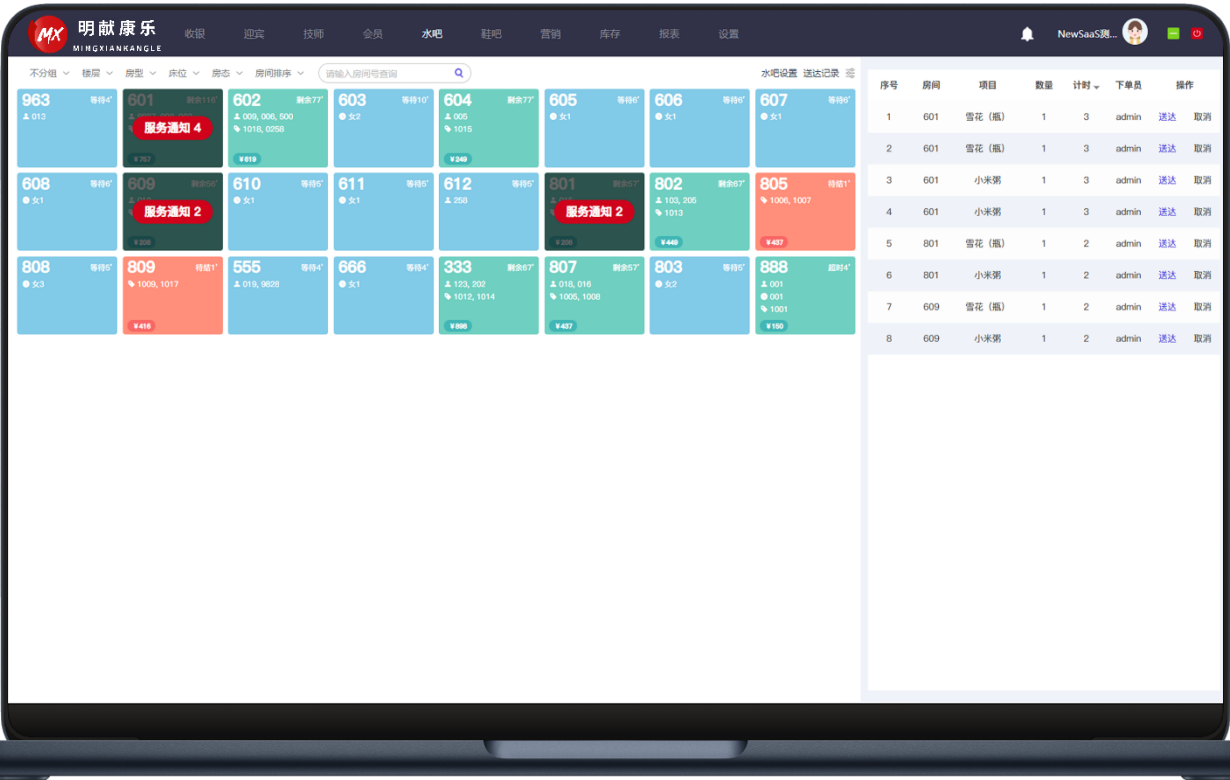 MX 明献康乐
MINGXIANKANGLE
收银 迎宾 技师 会员 水吧 鞋吧 营销 库存 报表 设置
NewSaaS测...
不分组 楼层 房型 床位 房态 房间排序 请输入房间号查询 水吧设置 送达记录
963 等待4'
013
601 剩余116'
服务通知 4
¥767
602 剩余77'
009, 006, 500
1018, 0258
¥619
603 等待10'
女2
604 剩余77'
005
1015
¥249
605 等待6'
女1
606 等待6'
女1
607 等待6'
女1
608 等待6'
女1
609 剩余56'
服务通知 2
¥208
610 等待5'
女1
611 等待5'
女1
612 等待5'
258
801 剩余57'
服务通知 2
¥208
802 剩余67'
103, 205
1013
¥449
805 待结1'
1006, 1007
¥437
808 等待5'
女3
809 待结1'
1009, 1017
¥416
555 等待4'
019, 9828
666 等待4'
女1
333 剩余67'
123, 202
1012, 1014
¥898
807 剩余57'
018, 016
1005, 1008
¥437
803 等待5'
女2
888 超时4'
001
001
1001
¥150
序号 房间 项目 数量 计时 下单员 操作
1 601 雪花（瓶） 1 3 admin 送达 取消
2 601 雪花（瓶） 1 3 admin 送达 取消
3 601 小米粥 1 3 admin 送达 取消
4 601 小米粥 1 3 admin 送达 取消
5 801 雪花（瓶） 1 2 admin 送达 取消
6 801 小米粥 1 2 admin 送达 取消
7 609 雪花（瓶） 1 2 admin 送达 取消
8 609 小米粥 1 2 admin 送达 取消